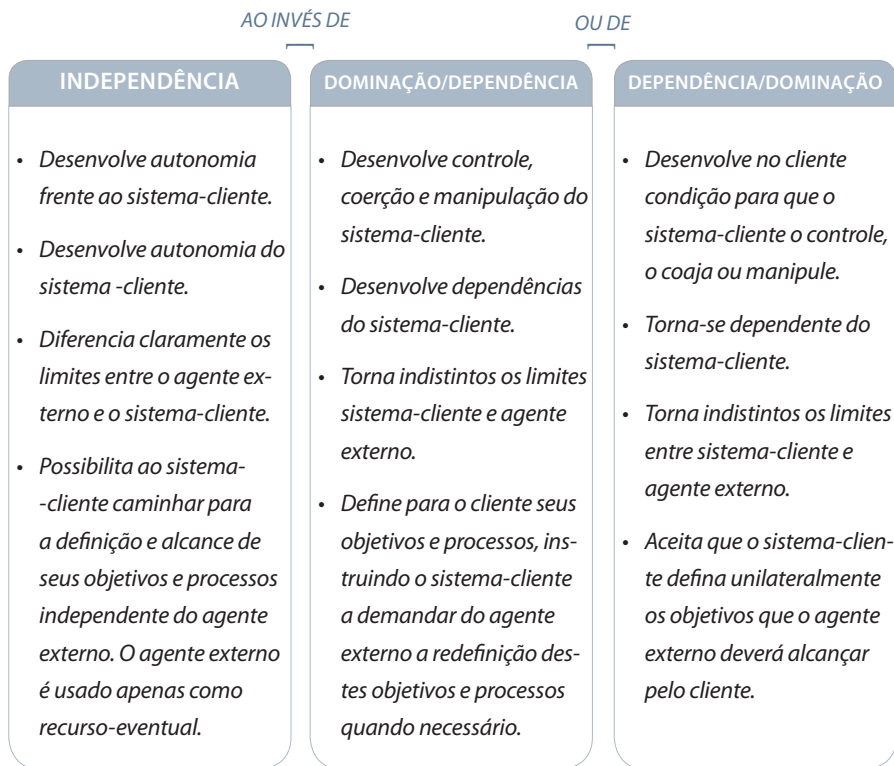 AO INVÉS DE
OU DE
INDEPENDÊNCIA
• Desenvolve autonomia
frente ao sistema-cliente.
• Desenvolve autonomia do
sistema -cliente.
• Diferencia claramente os
limites entre o agente ex-
terno e o sistema-cliente.
• Possibilita ao sistema-
-cliente caminhar para
a definição e alcance de
seus objetivos e processos
independente do agente
externo. O agente externo
é usado apenas como
recurso-eventual.
DOMINAÇÃO/DEPENDÊNCIA
• Desenvolve controle,
coerção e manipulação do
sistema-cliente.
• Desenvolve dependências
do sistema-cliente.
• Torna indistintos os limites
sistema-cliente e agente
externo.
• Define para o cliente seus
objetivos e processos, ins-
truindo o sistema-cliente
a demandar do agente
externo a redefinição des-
tes objetivos e processos
quando necessário.
DEPENDÊNCIA/DOMINAÇÃO
• Desenvolve no cliente
condição para que o
sistema-cliente o controle,
o coaja ou manipule.
• Torna-se dependente do
sistema-cliente.
• Torna indistintos os limites
entre sistema-cliente e
agente externo.
• Aceita que o sistema-clien-
te defina unilateralmente
os objetivos que o agente
externo deverá alcançar
pelo cliente.